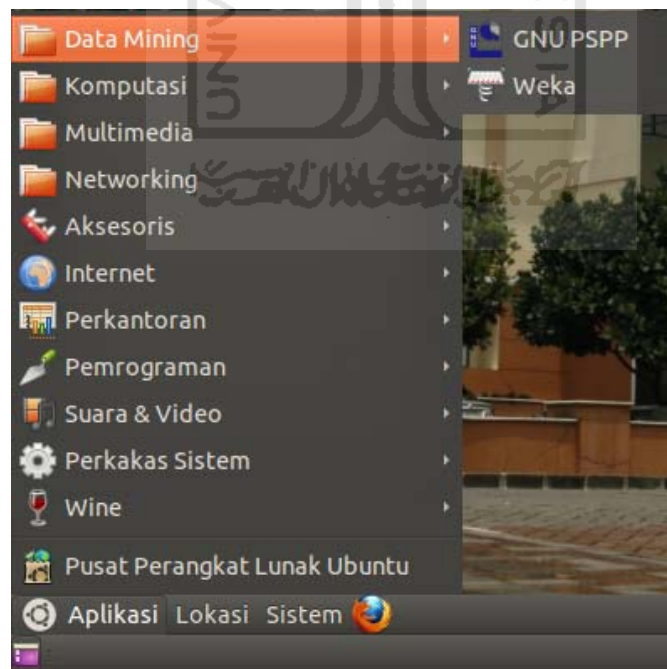 Data Mining
GNU PSPP
Komputasi
Weka
Multimedia
Networking
Aksesoris
Internet
Perkantoran
Pemrograman
Suara & Video
Perkakas Sistem
Wine
Pusat Perangkat Lunak Ubuntu
Aplikasi Lokasi Sistem